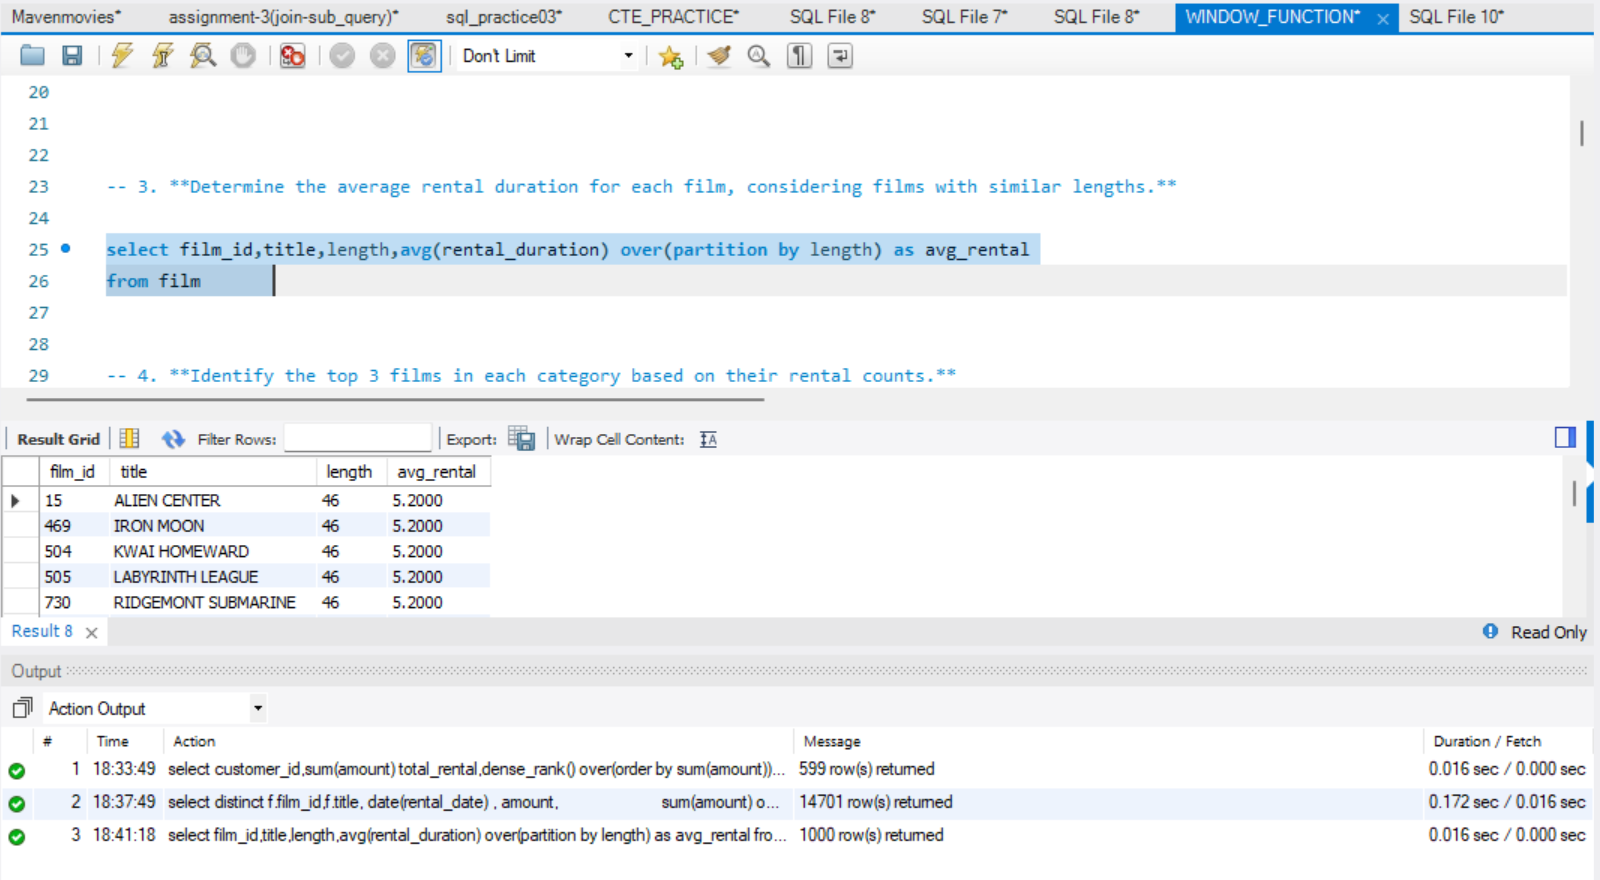 Mavenmovies* assignment-3(join-sub_query)* sql_practice03* CTE_PRACTICE* SQL File 8* SQL File 7* SQL File 8* WINDOW_FUNCTION* SQL File 10*
Don't Limit
20
21
22
23 -- 3. **Determine the average rental duration for each film, considering films with similar lengths.**
24
25 select film_id,title,length,avg(rental_duration) over(partition by length) as avg_rental
26 from film
27
28
29 -- 4. **Identify the top 3 films in each category based on their rental counts.**
Result Grid Filter Rows: Export: Wrap Cell Content:
film_id title length avg_rental
15 ALIEN CENTER 46 5.2000
469 IRON MOON 46 5.2000
504 KWAI HOMEWARD 46 5.2000
505 LABYRINTH LEAGUE 46 5.2000
730 RIDGEMONT SUBMARINE 46 5.2000
Result 8 Read Only
Output
Action Output
# Time Action Message Duration / Fetch
1 18:33:49 select customer_id,sum(amount) total_rental,dense_rank() over(order by sum(amount))... 599 row(s) returned 0.016 sec / 0.000 sec
2 18:37:49 select distinct f.film_id,f.title, date(rental_date) , amount, sum(amount) o... 14701 row(s) returned 0.172 sec / 0.016 sec
3 18:41:18 select film_id,title,length,avg(rental_duration) over(partition by length) as avg_rental fro... 1000 row(s) returned 0.016 sec / 0.000 sec